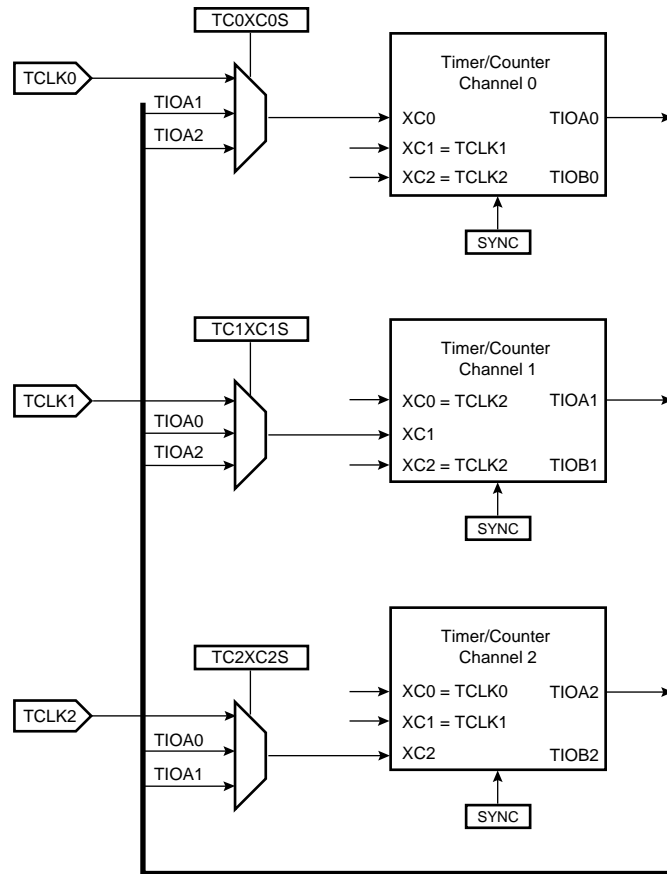 TC0XC0S
TCLK0
TIOA1
TIOA2
Timer/Counter
Channel 0
XC0 TIOA0
XC1 = TCLK1
XC2 = TCLK2 TIOB0
SYNC
TC1XC1S
TCLK1
TIOA0
TIOA2
Timer/Counter
Channel 1
XC0 = TCLK2 TIOA1
XC1
XC2 = TCLK2 TIOB1
SYNC
TC2XC2S
TCLK2
TIOA0
TIOA1
Timer/Counter
Channel 2
XC0 = TCLK0 TIOA2
XC1 = TCLK1
XC2 TIOB2
SYNC